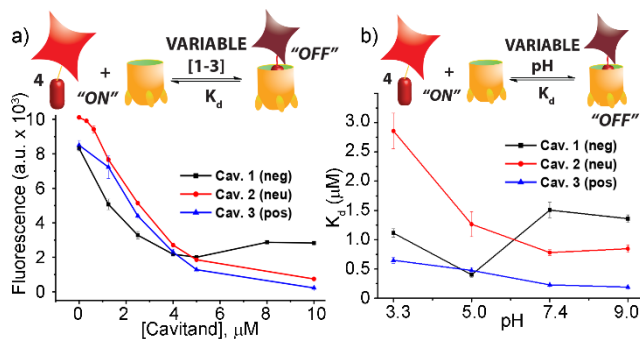 a)
4
+
"ON"
VARIABLE
[1-3]
K_d
"OFF"
Fluorescence (a.u. x 10³)
10
8
6
4
2
0
Cav. 1 (neg)
Cav. 2 (neu)
Cav. 3 (pos)
0 2 4 6 8 10
[Cavitand], μM
b)
4
+
"ON"
VARIABLE
pH
K_d
"OFF"
K_d (μM)
3.0
2.5
2.0
1.5
1.0
0.5
0.0
Cav. 1 (neg)
Cav. 2 (neu)
Cav. 3 (pos)
3.3 5.0 7.4 9.0
pH